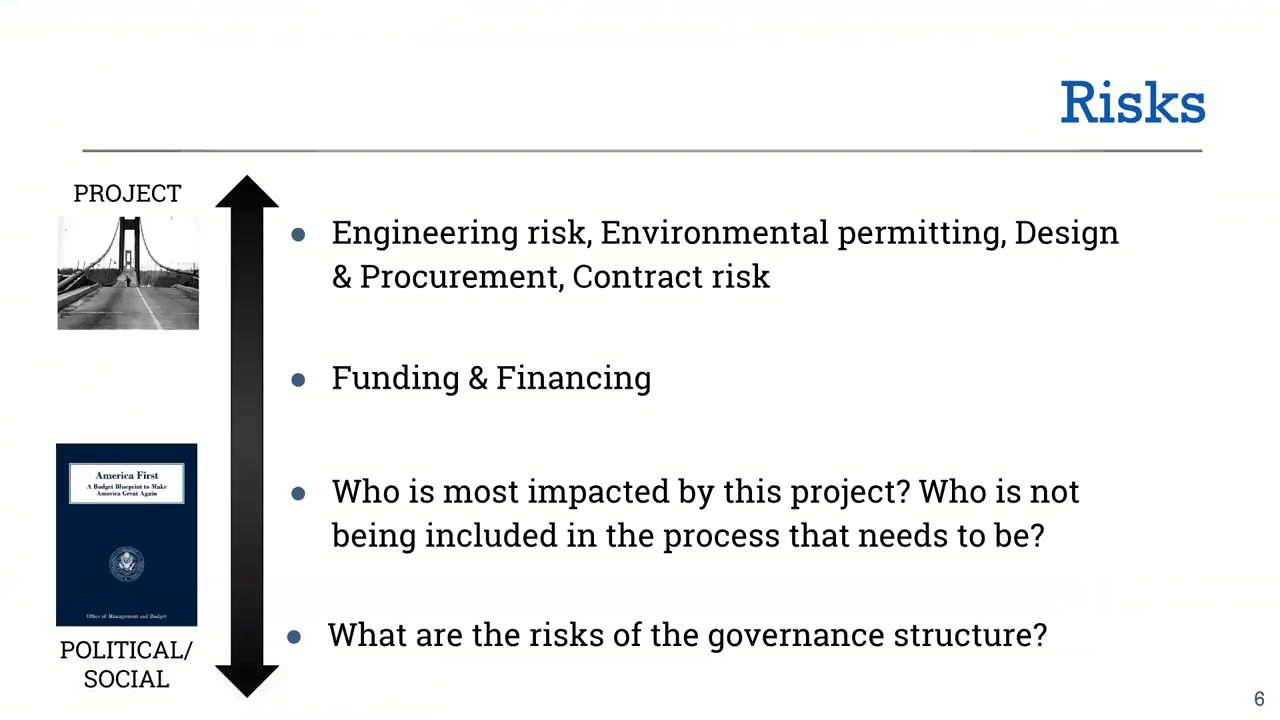 Risks
PROJECT
● Engineering risk, Environmental permitting, Design
& Procurement, Contract risk
● Funding & Financing
America First
A Budget Blueprint to Make
America Great Again
Office of Management and Budget
● Who is most impacted by this project? Who is not
being included in the process that needs to be?
● What are the risks of the governance structure?
POLITICAL/
SOCIAL
6